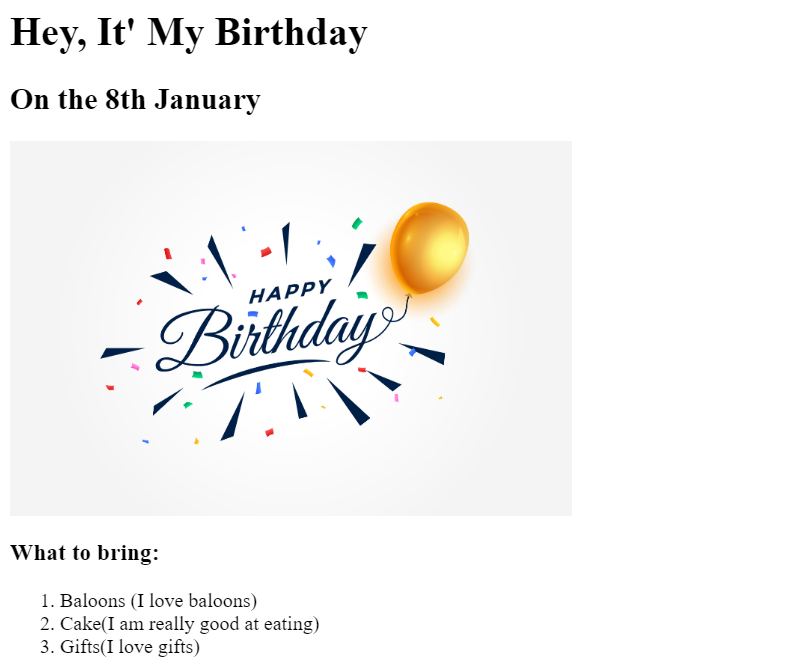 Hey, It' My Birthday
On the 8th January
HAPPY
Birthday
What to bring:
1. Baloons (I love baloons)
2. Cake(I am really good at eating)
3. Gifts(I love gifts)